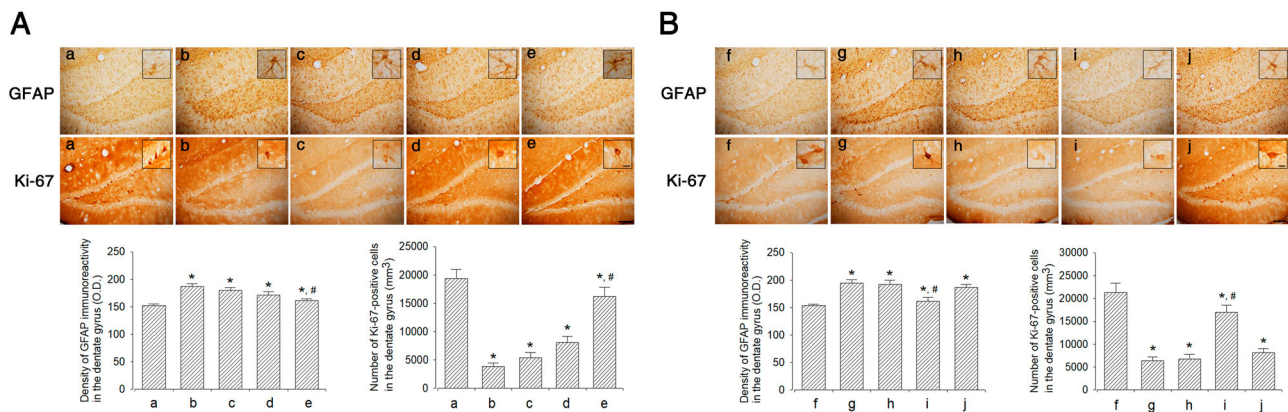 A
B
a b c d e
GFAP
a b c d e
Ki-67
f g h i j
GFAP
f g h i j
Ki-67
Density of GFAP immunoreactivity
in the dentate gyrus (O.D.)
250
200
150
100
50
0
* * * *, #
a b c d e
Number of Ki-67-positive cells
in the dentate gyrus (mm3)
20000
15000
10000
5000
0
* * * *, #
a b c d e
Density of GFAP immunoreactivity
in the dentate gyrus (O.D.)
250
200
150
100
50
0
* * *, # *
f g h i j
Number of Ki-67-positive cells
in the dentate gyrus (mm3)
30000
25000
20000
15000
10000
5000
0
* * *, # *
f g h i j